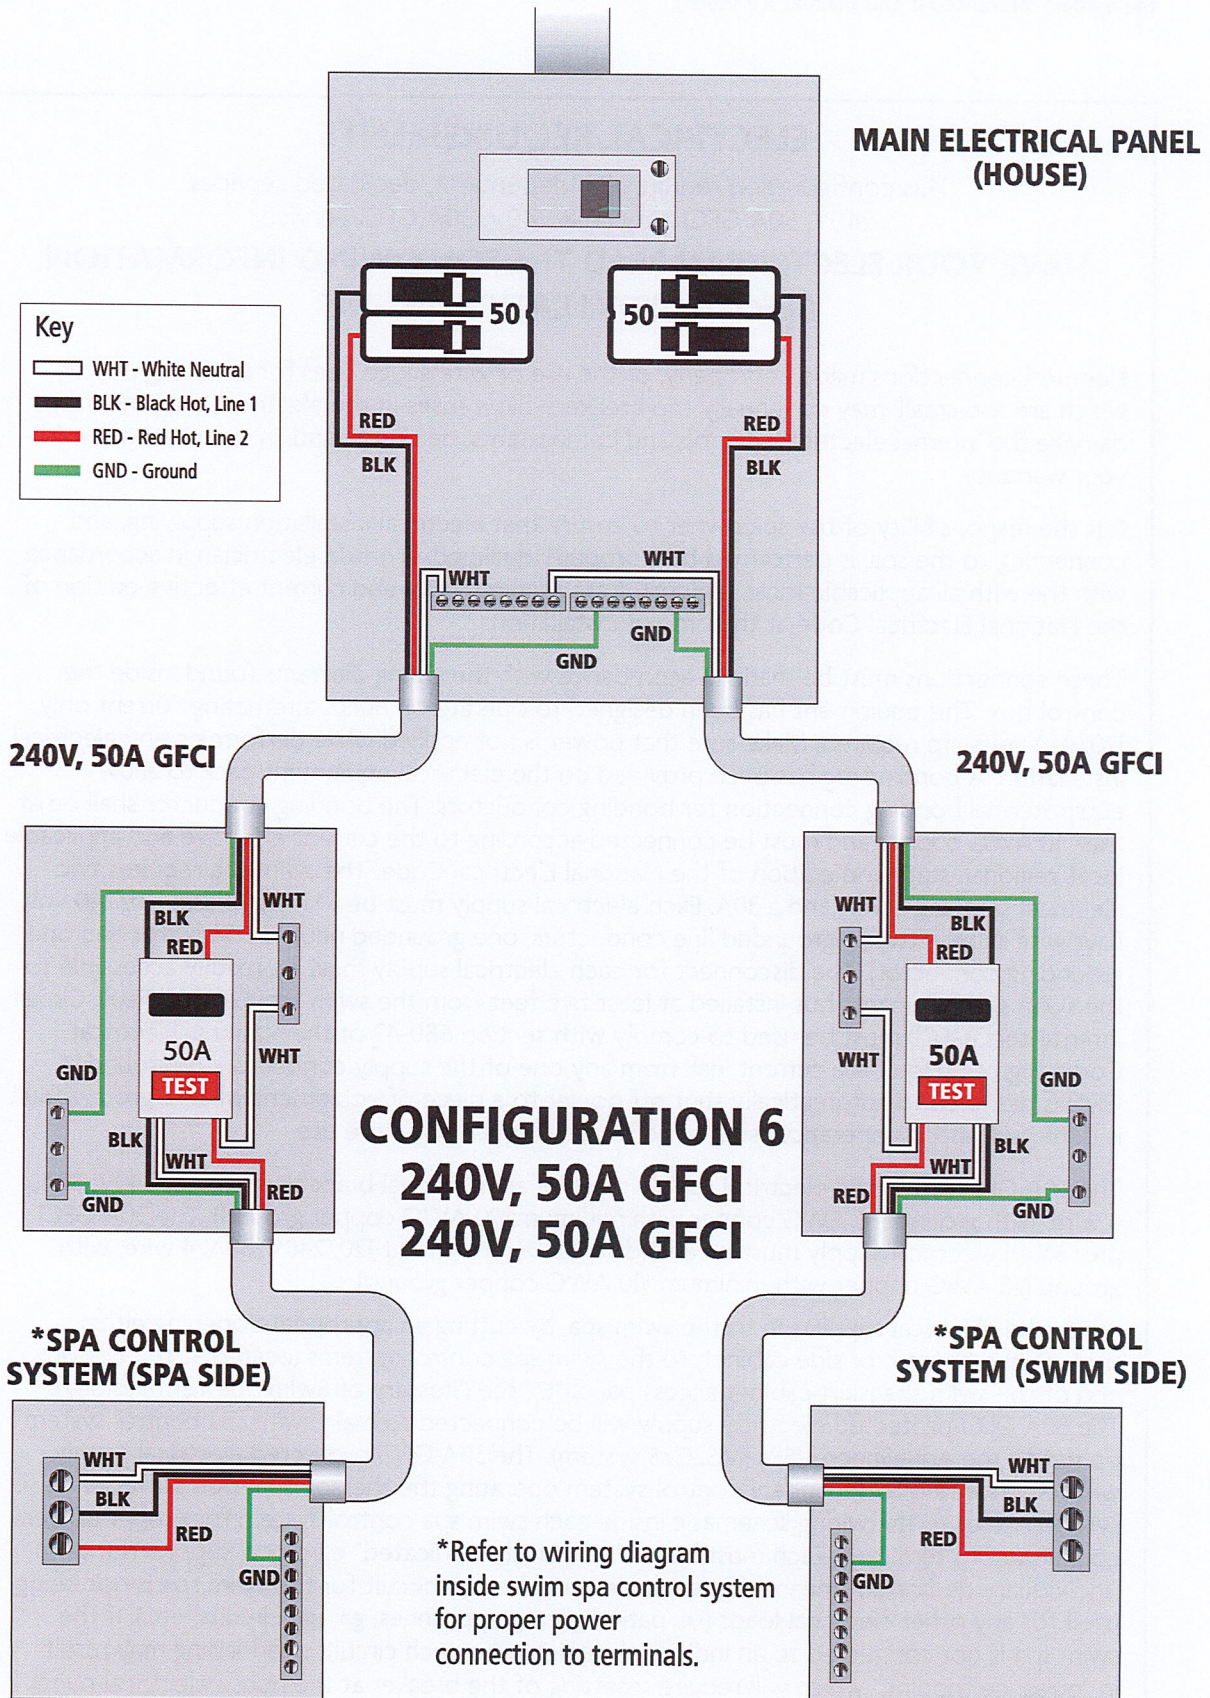 MAIN ELECTRICAL PANEL
(HOUSE)
50
50
Key
WHT - White Neutral
BLK - Black Hot, Line 1
RED - Red Hot, Line 2
GND - Ground
RED
BLK
RED
BLK
WHT
WHT
GND
GND
240V, 50A GFCI
240V, 50A GFCI
WHT
BLK
RED
50A
TEST
WHT
GND
BLK
WHT
RED
GND
WHT
BLK
RED
50A
TEST
WHT
GND
BLK
WHT
RED
GND
CONFIGURATION 6
240V, 50A GFCI
240V, 50A GFCI
*SPA CONTROL
SYSTEM (SPA SIDE)
WHT
BLK
RED
GND
*SPA CONTROL
SYSTEM (SWIM SIDE)
WHT
BLK
RED
GND
*Refer to wiring diagram
inside swim spa control system
for proper power
connection to terminals.